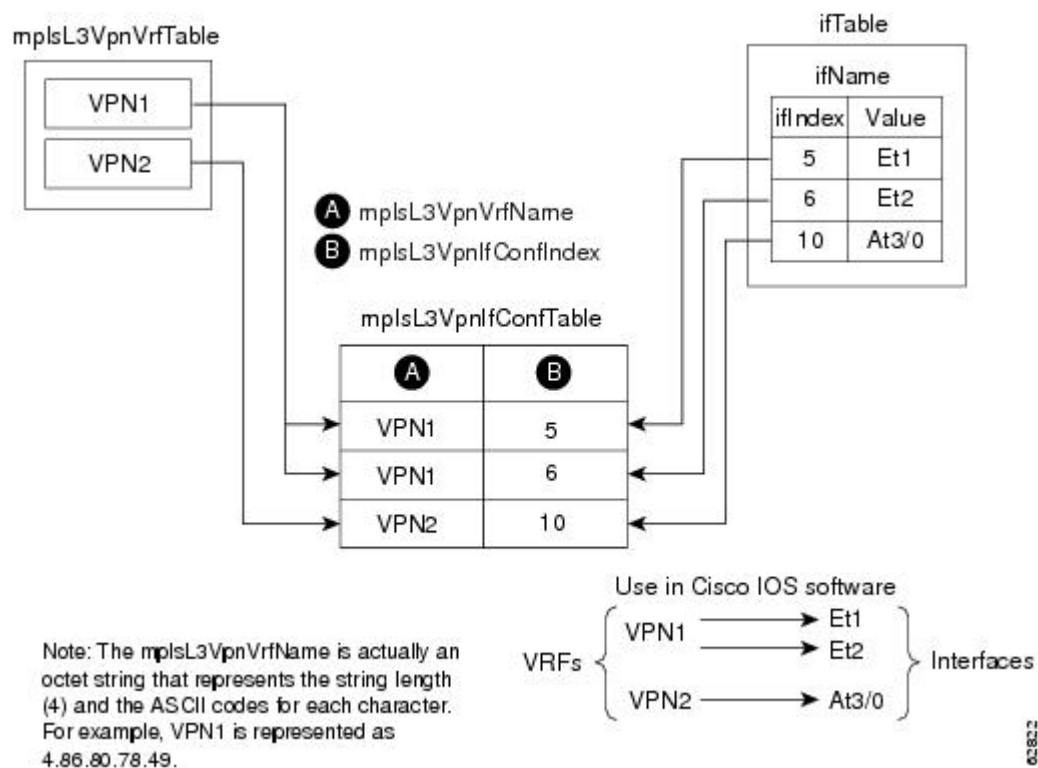 mplsL3VpnVrfTable
VPN1
VPN2
ifTable
ifName
ifIndex Value
5 Et1
6 Et2
10 At3/0
A mplsL3VpnVrfName
B mplsL3VpnIfConfIndex
mplsL3VpnIfConfTable
A B
VPN1 5
VPN1 6
VPN2 10
Note: The mplsL3VpnVrfName is actually an
octet string that represents the string length
(4) and the ASCII codes for each character.
For example, VPN1 is represented as
4.86.80.78.49.
Use in Cisco IOS software
VRFs { VPN1 Et1
Et2
VPN2 At3/0 } Interfaces
62822